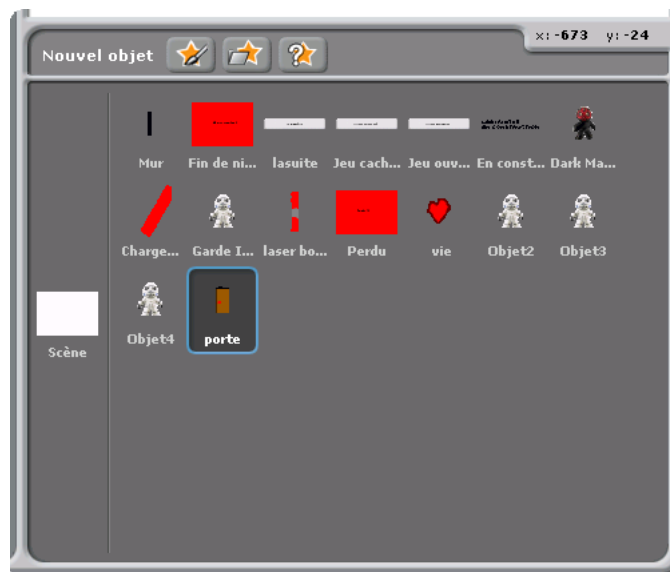 x: -673 y: -24
Nouvel objet
Mur Fin de ni... lasuite Jeu cach... Jeu ouv... En const... Dark Ma...
Charge... Garde I... laser bo... Perdu vie Objet2 Objet3
Objet4 porte
Scène